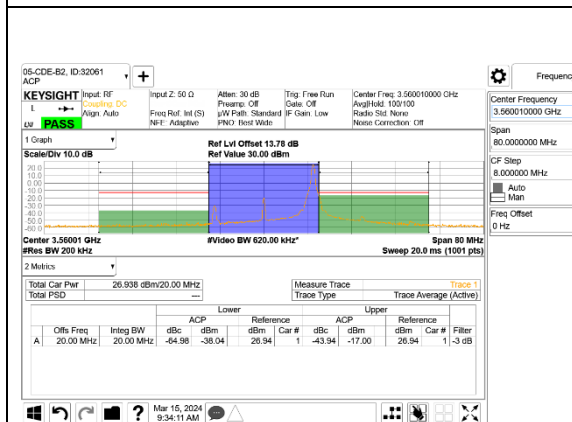 05-CDE-B2, ID:32061
ACP
KEYSIGHT Input: RF Input Z: 50 Ω Atten: 30 dB Trig: Free Run Center Freq: 3.560010000 GHz
Coupling: DC Preamp: Off Gate: Off Avg|Hold: 100/100
Align: Auto Freq Ref: Int (S) µW Path: Standard IF Gain: Low Radio Std: None
PASS NFE: Adaptive PNO: Best Wide Noise Correction: Off
1 Graph
Ref Lvl Offset 13.78 dB
Scale/Div 10.0 dB Ref Value 30.00 dBm
20.0
10.0
0.00
-10.0
-20.0
-30.0
-40.0
-50.0
-60.0
Center 3.56001 GHz #Video BW 620.00 kHz* Span 80 MHz
#Res BW 200 kHz Sweep 20.0 ms (1001 pts)
2 Metrics
Total Car Pwr 26.938 dBm/20.00 MHz Measure Trace Trace 1
Total PSD --- Trace Type Trace Average (Active)
Lower Upper
ACP Reference ACP Reference
Offs Freq Integ BW dBc dBm dBm Car # dBc dBm dBm Car # Filter
A 20.00 MHz 20.00 MHz -64.98 -38.04 26.94 1 -43.94 -17.00 26.94 1 -3 dB
Mar 15, 2024
9:34:11 AM
Frequenc
Center Frequency
3.560010000 GHz
Span
80.0000000 MHz
CF Step
8.000000 MHz
Auto
Man
Freq Offset
0 Hz